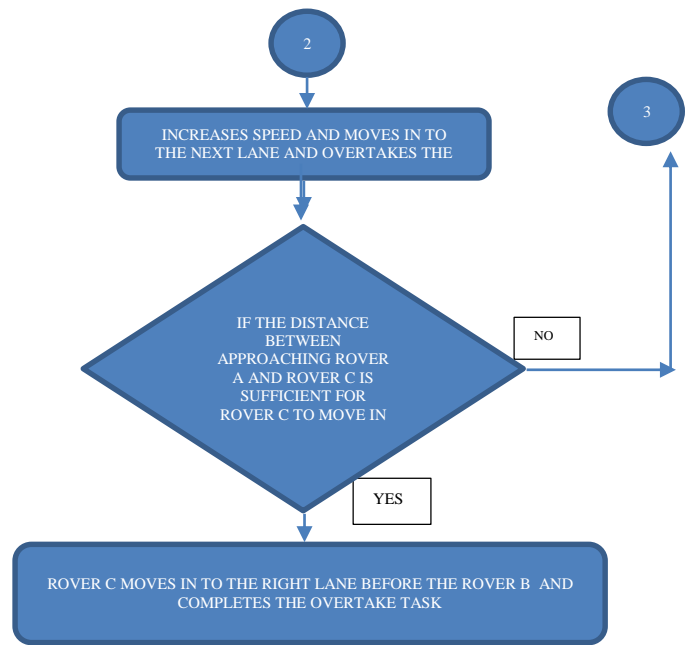 2
3
INCREASES SPEED AND MOVES IN TO
THE NEXT LANE AND OVERTAKES THE
IF THE DISTANCE
BETWEEN
APPROACHING ROVER
A AND ROVER C IS
SUFFICIENT FOR
ROVER C TO MOVE IN
NO
YES
ROVER C MOVES IN TO THE RIGHT LANE BEFORE THE ROVER B AND
COMPLETES THE OVERTAKE TASK